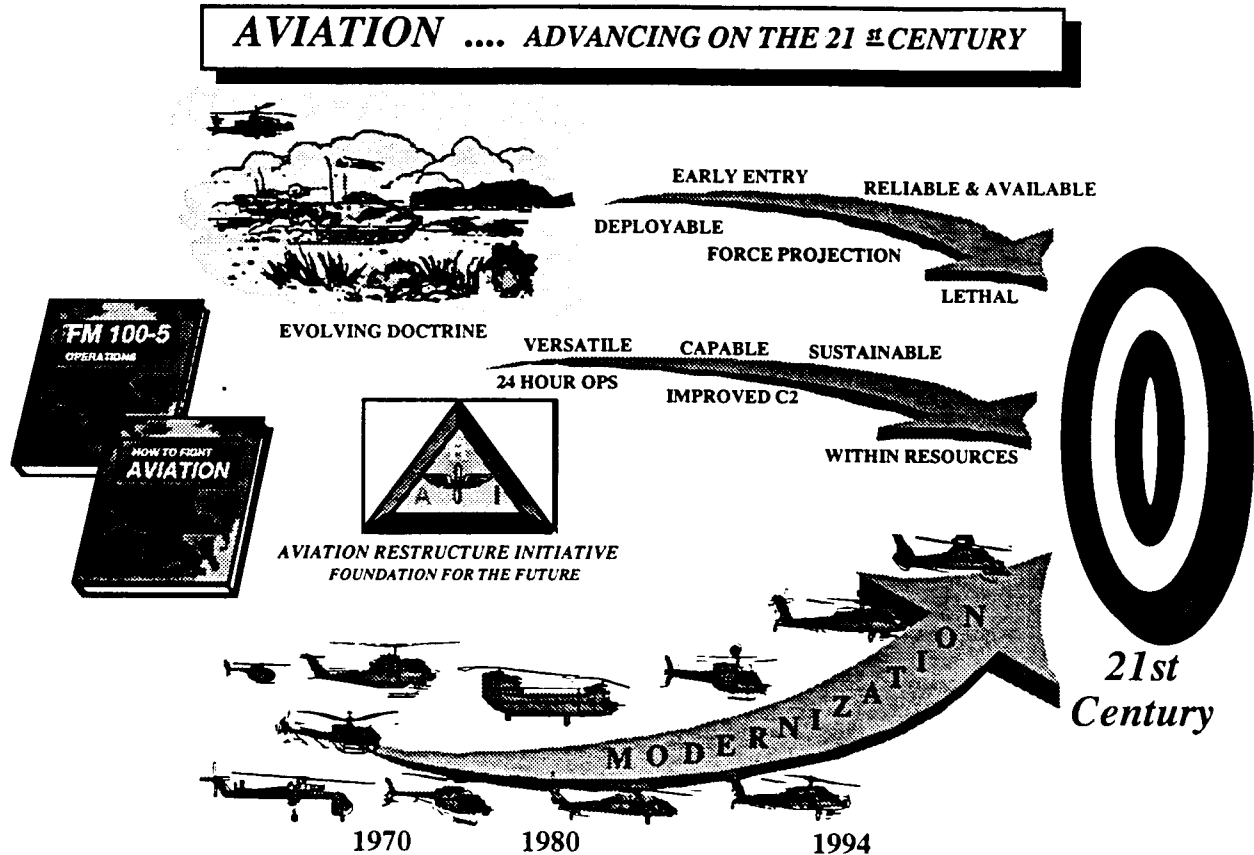 AVIATION .... ADVANCING ON THE 21 st CENTURY
EARLY ENTRY
RELIABLE & AVAILABLE
DEPLOYABLE
FORCE PROJECTION
LETHAL
EVOLVING DOCTRINE
FM 100-5
OPERATIONS
HOW TO FIGHT
AVIATION
VERSATILE
CAPABLE
SUSTAINABLE
24 HOUR OPS
IMPROVED C2
WITHIN RESOURCES
A I
AVIATION RESTRUCTURE INITIATIVE
FOUNDATION FOR THE FUTURE
MODERNIZATION
21st
Century
1970
1980
1994